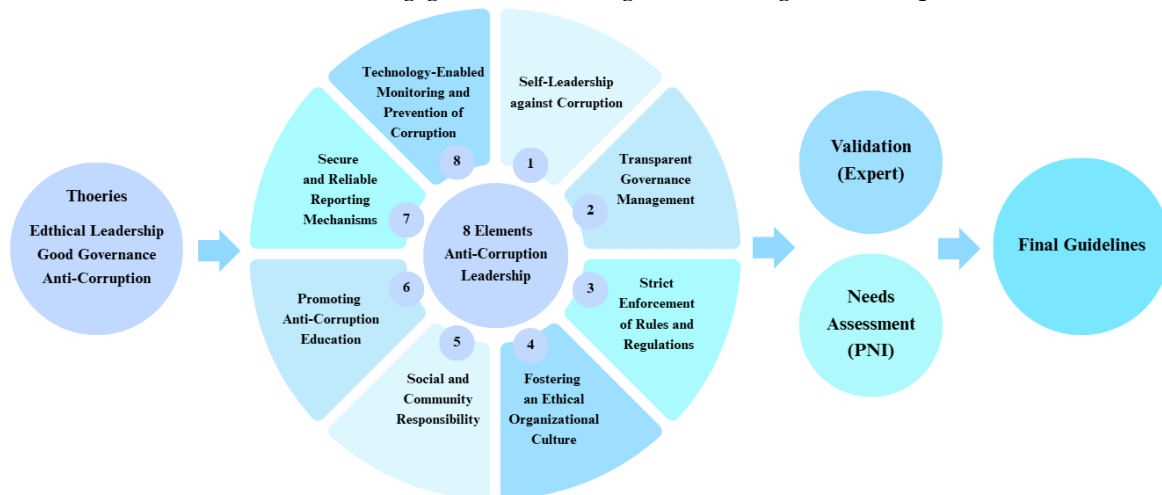 Thoeries
Edthical Leadership
Good Governance
Anti-Corruption
8 Elements
Anti-Corruption
Leadership
1
Self-Leadership
against Corruption
2
Transparent
Governance
Management
3
Strict
Enforcement
of Rules and
Regulations
4
Fostering
an Ethical
Organizational
Culture
5
Social and
Community
Responsibility
6
Promoting
Anti-Corruption
Education
7
Secure
and Reliable
Reporting
Mechanisms
8
Technology-Enabled
Monitoring and
Prevention of
Corruption
Validation
(Expert)
Needs
Assessment
(PNI)
Final Guidelines